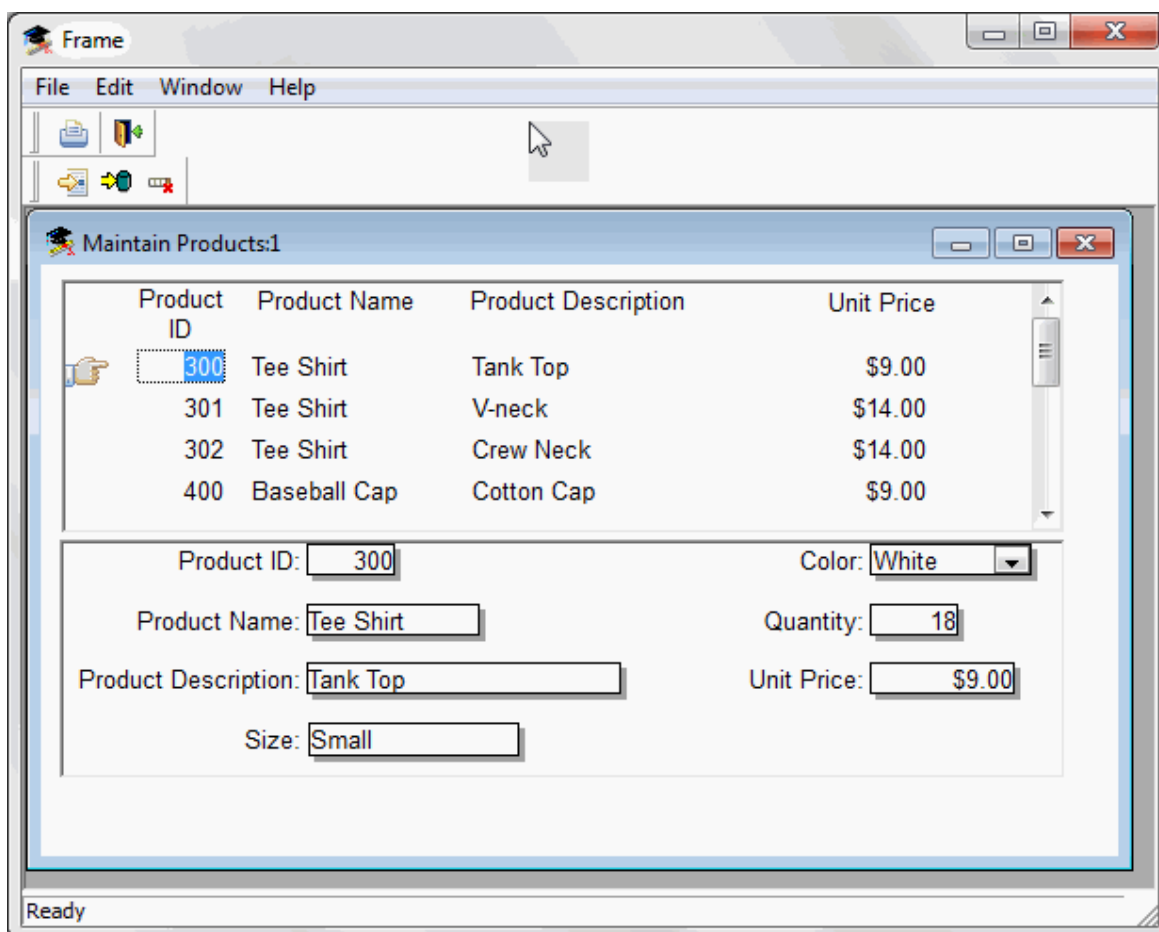 Frame
File Edit Window Help
Maintain Products:1
Product ID Product Name Product Description Unit Price
300 Tee Shirt Tank Top $9.00
301 Tee Shirt V-neck $14.00
302 Tee Shirt Crew Neck $14.00
400 Baseball Cap Cotton Cap $9.00
Product ID: 300 Color: White
Product Name: Tee Shirt Quantity: 18
Product Description: Tank Top Unit Price: $9.00
Size: Small
Ready